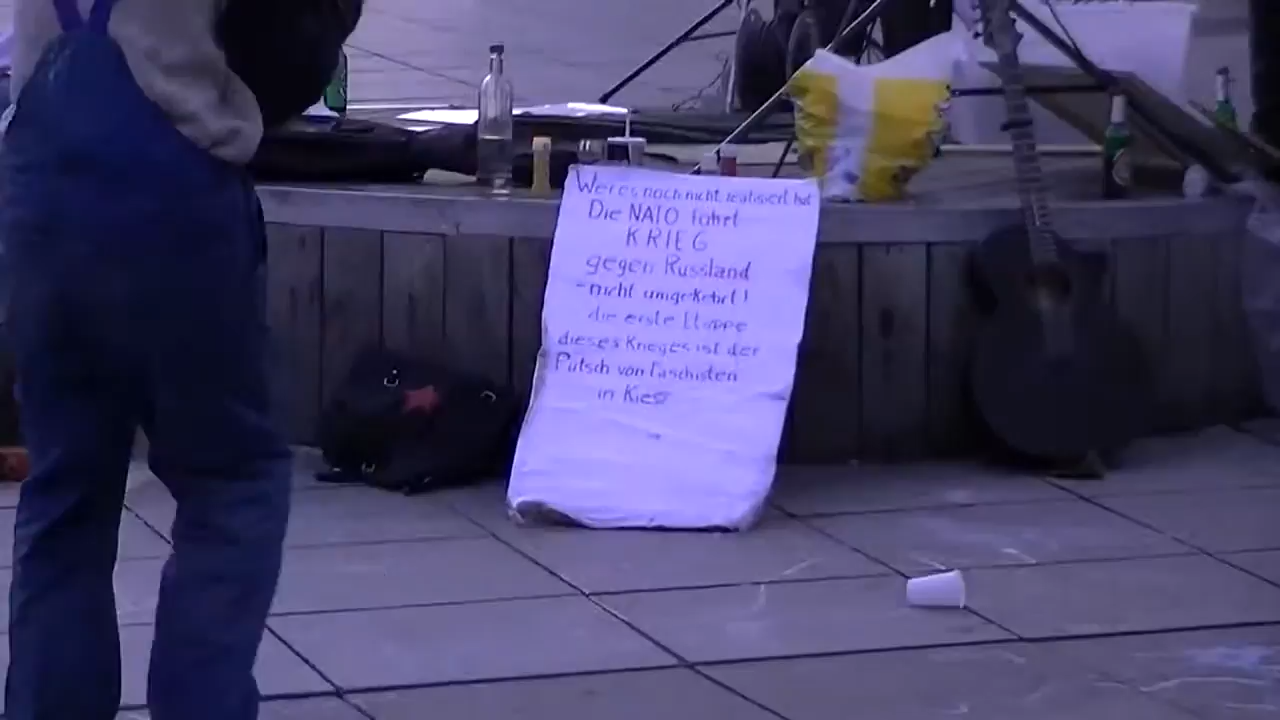 Wer es noch nicht realisiert hat
Die NATO führt
KRIEG
gegen Russland
- nicht umgekehrt!
die erste Etappe
dieses Krieges ist der
Putsch von Faschisten
in Kiew